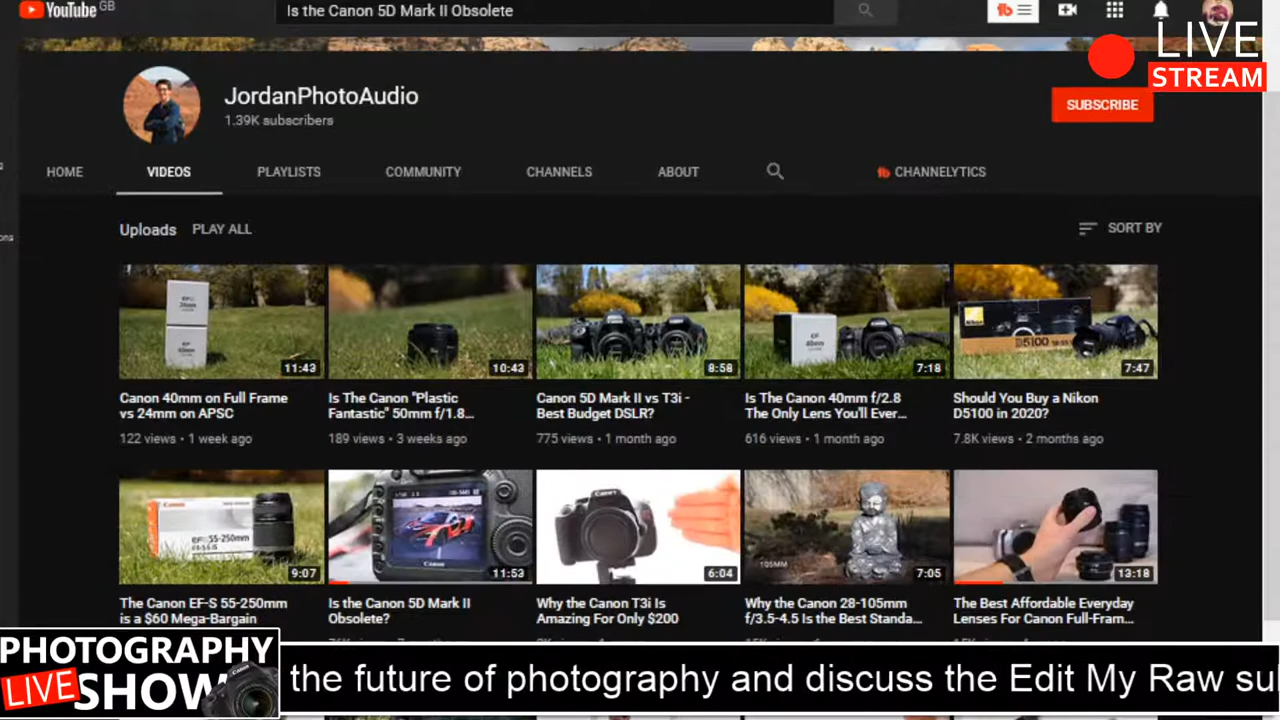 YouTube GB
Is the Canon 5D Mark II Obsolete
LIVE
STREAM
JordanPhotoAudio
1.39K subscribers
SUBSCRIBE
HOME VIDEOS PLAYLISTS COMMUNITY CHANNELS ABOUT CHANNELYTICS
Uploads PLAY ALL SORT BY
11:43 10:43 8:58 7:18 7:47
Canon 40mm on Full Frame
vs 24mm on APSC
122 views • 1 week ago
Is The Canon "Plastic
Fantastic" 50mm f/1.8...
189 views • 3 weeks ago
Canon 5D Mark II vs T3i -
Best Budget DSLR?
775 views • 1 month ago
Is The Canon 40mm f/2.8
The Only Lens You'll Ever...
616 views • 1 month ago
Should You Buy a Nikon
D5100 in 2020?
7.8K views • 2 months ago
9:07 11:53 6:04 7:05 13:18
The Canon EF-S 55-250mm
is a $60 Mega-Bargain
Is the Canon 5D Mark II
Obsolete?
Why the Canon T3i Is
Amazing For Only $200
Why the Canon 28-105mm
f/3.5-4.5 Is the Best Standa...
The Best Affordable Everyday
Lenses For Canon Full-Fram...
PHOTOGRAPHY
LIVE SHOW
the future of photography and discuss the Edit My Raw su